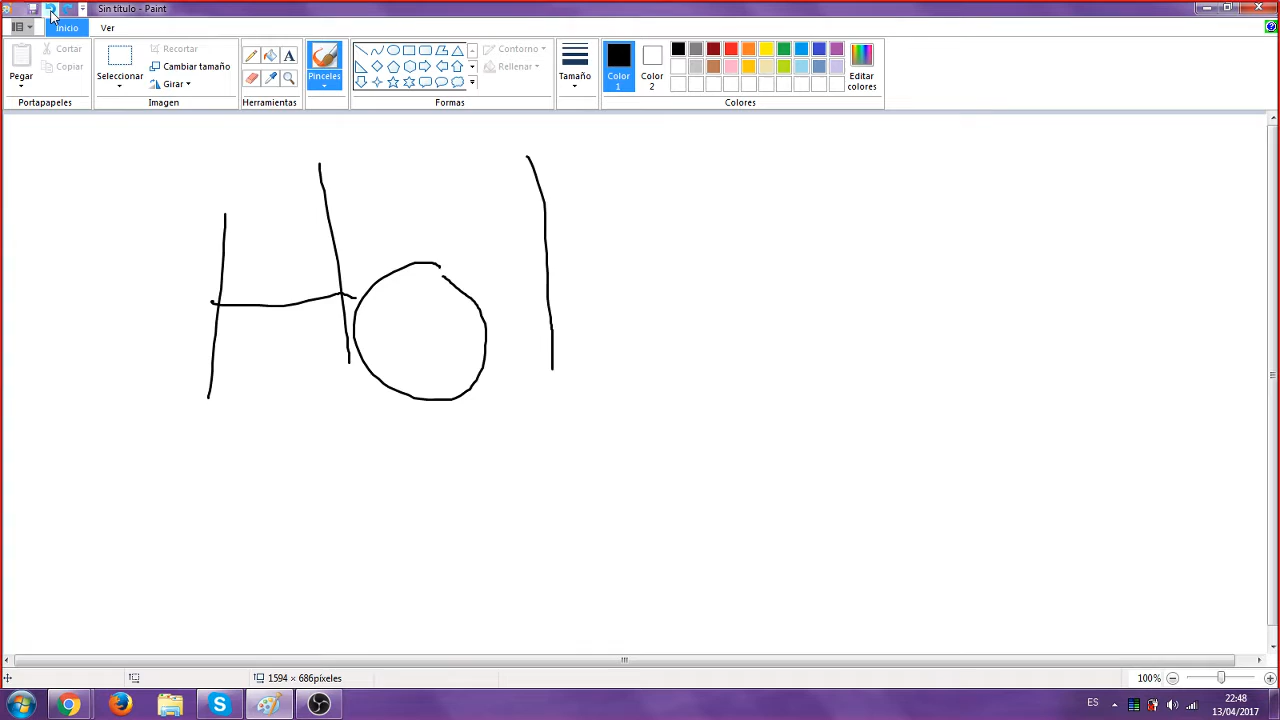 Sin título - Paint
Inicio Ver
Pegar
Cortar
Copiar
Portapapeles
Seleccionar
Recortar
Cambiar tamaño
Girar
Imagen
A
Herramientas
Pinceles
Contorno
Rellenar
Formas
Tamaño
Color 1
Color 2
Editar colores
Colores
Hol
1594 × 686píxeles
100%
ES
22:48
13/04/2017